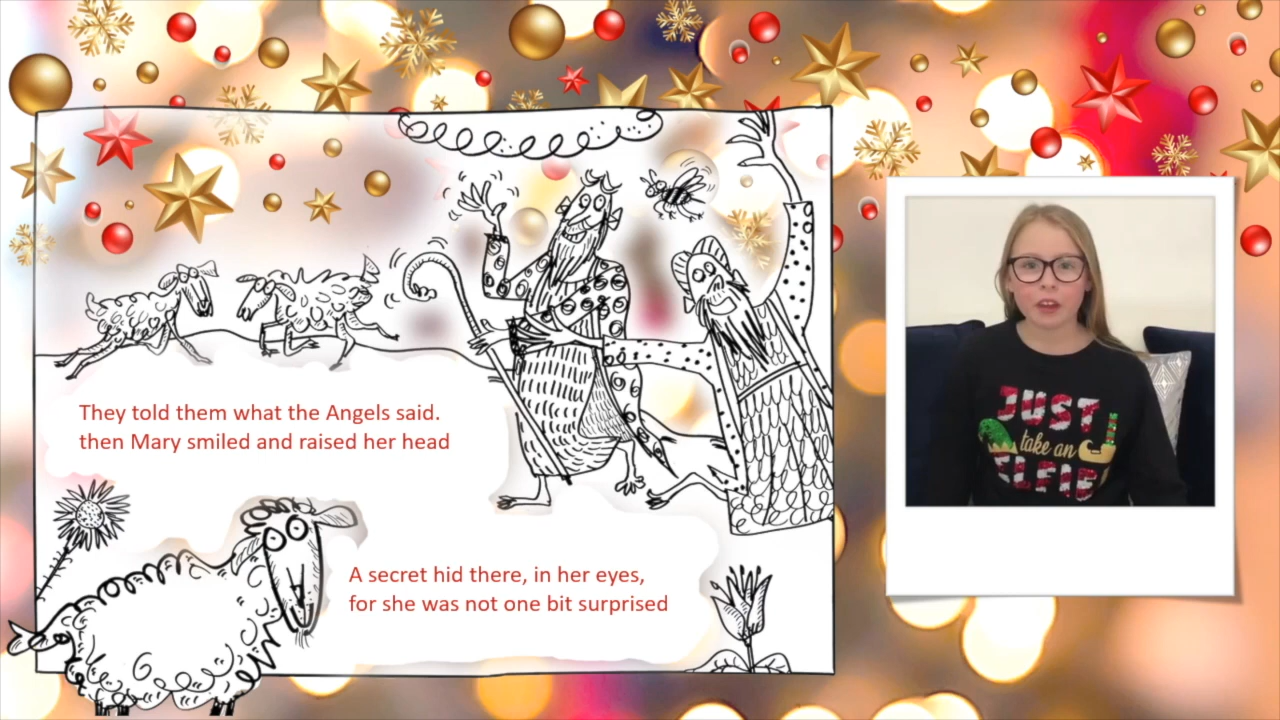 They told them what the Angels said.
then Mary smiled and raised her head
A secret hid there, in her eyes,
for she was not one bit surprised
JUST
take an
ELFIE